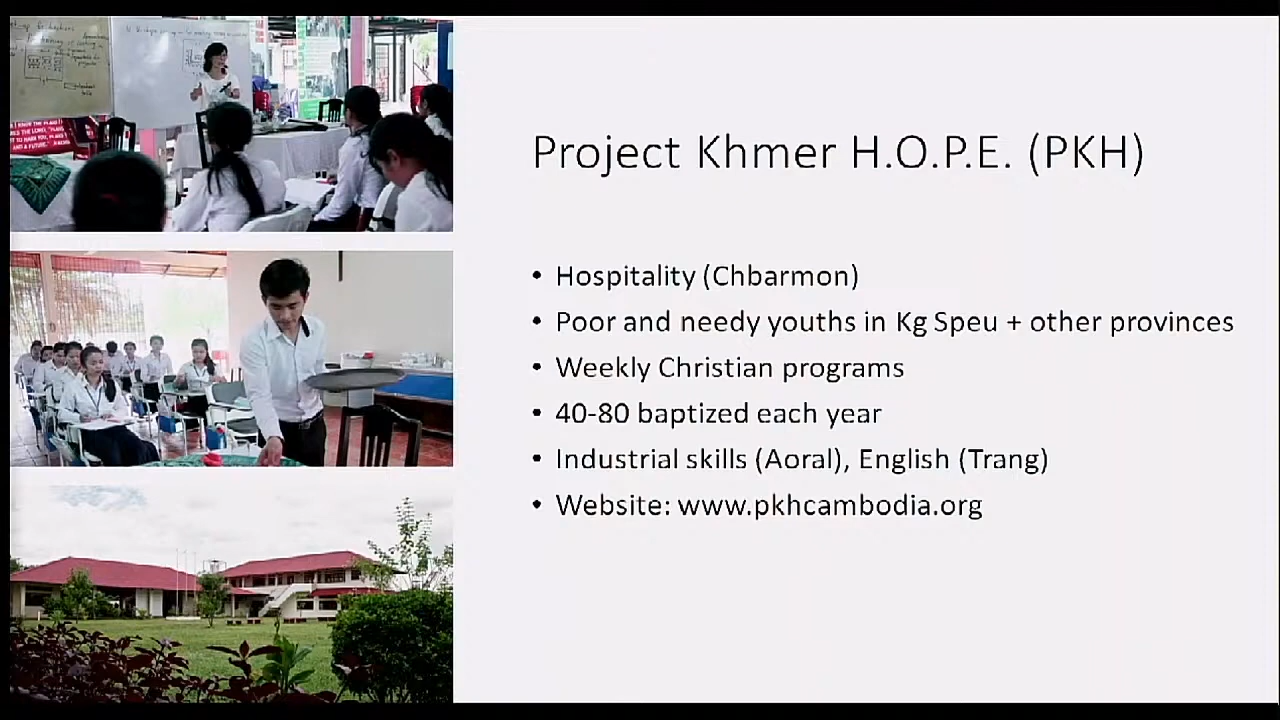 Project Khmer H.O.P.E. (PKH)
• Hospitality (Chbarmon)
• Poor and needy youths in Kg Speu + other provinces
• Weekly Christian programs
• 40-80 baptized each year
• Industrial skills (Aoral), English (Trang)
• Website: www.pkhcambodia.org